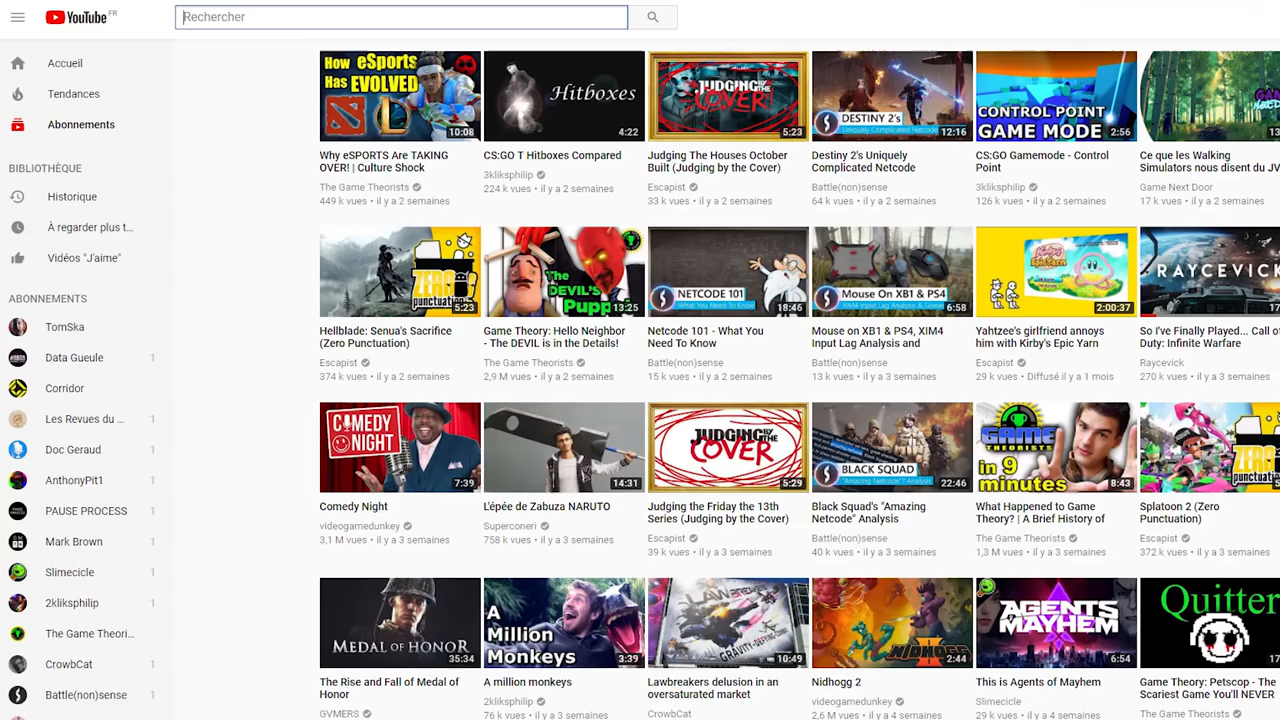 YouTube FR
Rechercher
Accueil
Tendances
Abonnements
BIBLIOTHÈQUE
Historique
À regarder plus t...
Vidéos "J'aime"
ABONNEMENTS
TomSka
Data Gueule 1
Corridor
Les Revues du ... 1
Doc Geraud 1
AnthonyPit1 1
PAUSE PROCESS 1
Mark Brown 1
Slimecicle 1
2kliksphilip 1
The Game Theori... 1
CrowbCat 1
Battle(non)sense 1
How eSports
Has EVOLVED
10:08
Why eSPORTS Are TAKING
OVER! | Culture Shock
The Game Theorists
449 k vues • il y a 2 semaines
Hitboxes
4:22
CS:GO T Hitboxes Compared
3kliksphilip
224 k vues • il y a 2 semaines
JUDGING BY THE
COVER
5:23
Judging The Houses October
Built (Judging by the Cover)
Escapist
33 k vues • il y a 2 semaines
DESTINY 2's
Uniquely Complicated Netcode
12:16
Destiny 2's Uniquely
Complicated Netcode
Battle(non)sense
64 k vues • il y a 2 semaines
CONTROL POINT
GAME MODE
2:56
CS:GO Gamemode - Control
Point
3kliksphilip
126 k vues • il y a 2 semaines
Ce que les Walking
Simulators nous disent du JV
Game Next Door
17 k vues • il y a 2 semaines
ZERO
punctuation
5:23
Hellblade: Senua's Sacrifice
(Zero Punctuation)
Escapist
374 k vues • il y a 2 semaines
The
DEVIL'S
Pupp
13:25
Game Theory: Hello Neighbor
- The DEVIL is in the Details!
The Game Theorists
2,9 M vues • il y a 2 semaines
NETCODE 101
What You Need To Know
18:46
Netcode 101 - What You
Need To Know
Battle(non)sense
15 k vues • il y a 2 semaines
Mouse On XB1 & PS4
XIM4 Input Lag Analysis &
6:58
Mouse on XB1 & PS4, XIM4
Input Lag Analysis and
Battle(non)sense
13 k vues • il y a 3 semaines
Kirby's
Epic Yarn
2:00:37
Yahtzee's girlfriend annoys
him with Kirby's Epic Yarn
Escapist
29 k vues • Diffusé il y a 1 mois
RAYCEVICK
17
So I've Finally Played... Call of
Duty: Infinite Warfare
Raycevick
270 k vues • il y a 3 semaines
COMEDY
NIGHT
7:39
Comedy Night
videogamedunkey
3,1 M vues • il y a 3 semaines
14:31
L'épée de Zabuza NARUTO
Superconeri
758 k vues • il y a 3 semaines
JUDGING BY THE
COVER
5:29
Judging the Friday the 13th
Series (Judging by the Cover)
Escapist
39 k vues • il y a 3 semaines
BLACK SQUAD
"Amazing Netcode"? Analysis
22:46
Black Squad's "Amazing
Netcode" Analysis
Battle(non)sense
40 k vues • il y a 3 semaines
GAME
THEORISTS
in 9
minutes
8:43
What Happened to Game
Theory? | A Brief History of
The Game Theorists
1,3 M vues • il y a 3 semaines
ZERO
punctuation
Splatoon 2 (Zero
Punctuation)
Escapist
372 k vues • il y a 3 semaines
MEDAL OF HONOR
35:34
The Rise and Fall of Medal of
Honor
GVMERS
A
Million
Monkeys
3:39
A million monkeys
2kliksphilip
76 k vues • il y a 3 semaines
LAWBREAKERS
GRAVITY-DEFYING COMBAT
10:49
Lawbreakers delusion in an
oversaturated market
CrowbCat
NIDHOGG II
2:44
Nidhogg 2
videogamedunkey
2,6 M vues • il y a 4 semaines
AGENTS
OF
MAYHEM
6:54
This is Agents of Mayhem
Slimecicle
29 k vues • il y a 4 semaines
Quitter
17
Game Theory: Petscop - The
Scariest Game You'll NEVER
The Game Theorists